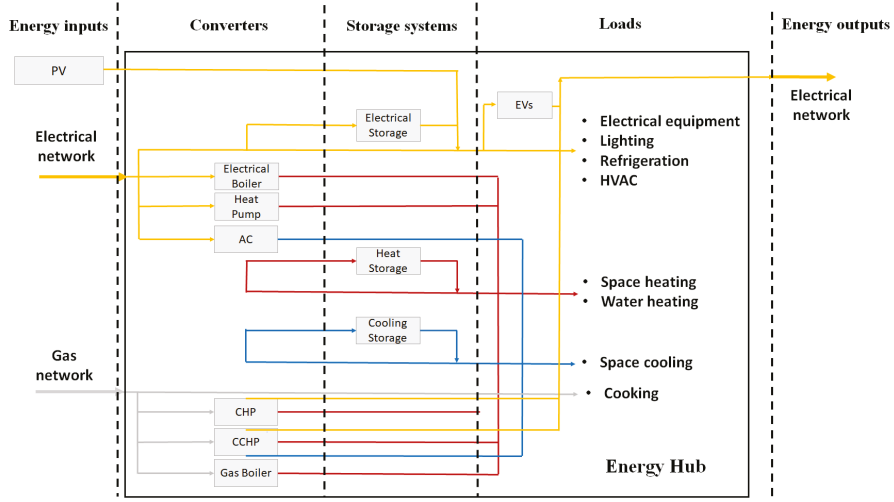 Energy inputs
Converters
Storage systems
Loads
Energy outputs
PV
Electrical
network
Electrical
Storage
EVs
Electrical
network
• Electrical equipment
• Lighting
• Refrigeration
• HVAC
Electrical
Boiler
Heat
Pump
AC
Heat
Storage
• Space heating
• Water heating
Cooling
Storage
• Space cooling
Gas
network
• Cooking
CHP
CCHP
Gas Boiler
Energy Hub